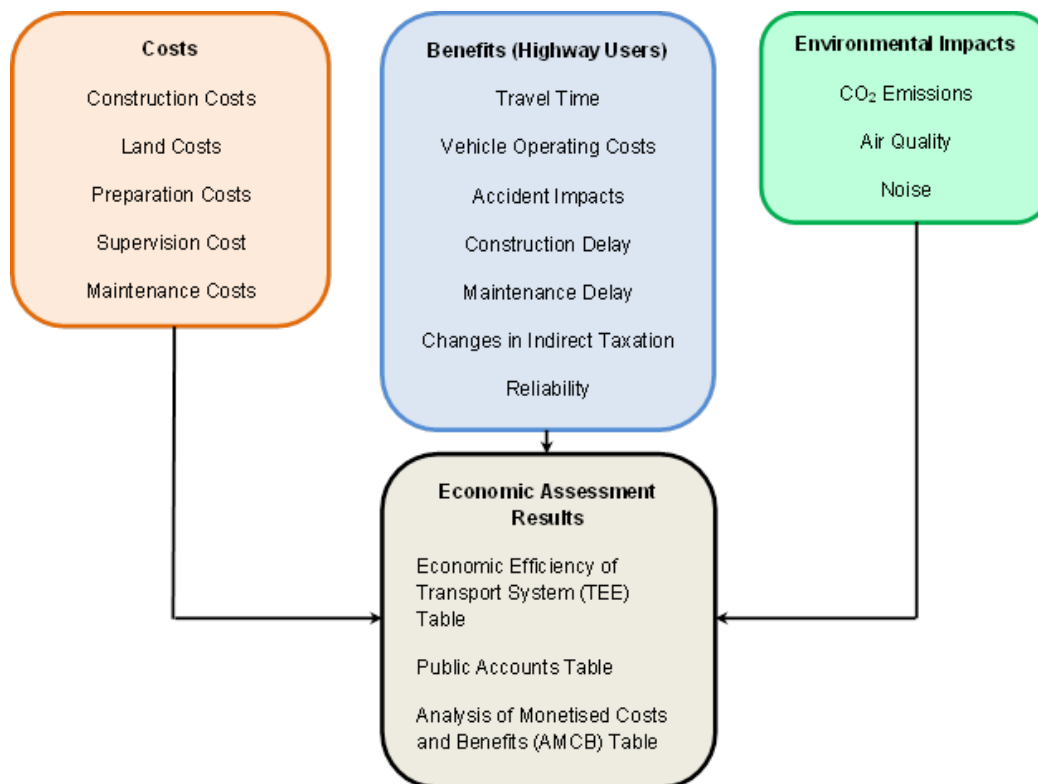 Costs
Construction Costs
Land Costs
Preparation Costs
Supervision Cost
Maintenance Costs
Benefits (Highway Users)
Travel Time
Vehicle Operating Costs
Accident Impacts
Construction Delay
Maintenance Delay
Changes in Indirect Taxation
Reliability
Environmental Impacts
CO₂ Emissions
Air Quality
Noise
Economic Assessment
Results
Economic Efficiency of
Transport System (TEE)
Table
Public Accounts Table
Analysis of Monetised Costs
and Benefits (AMCB) Table